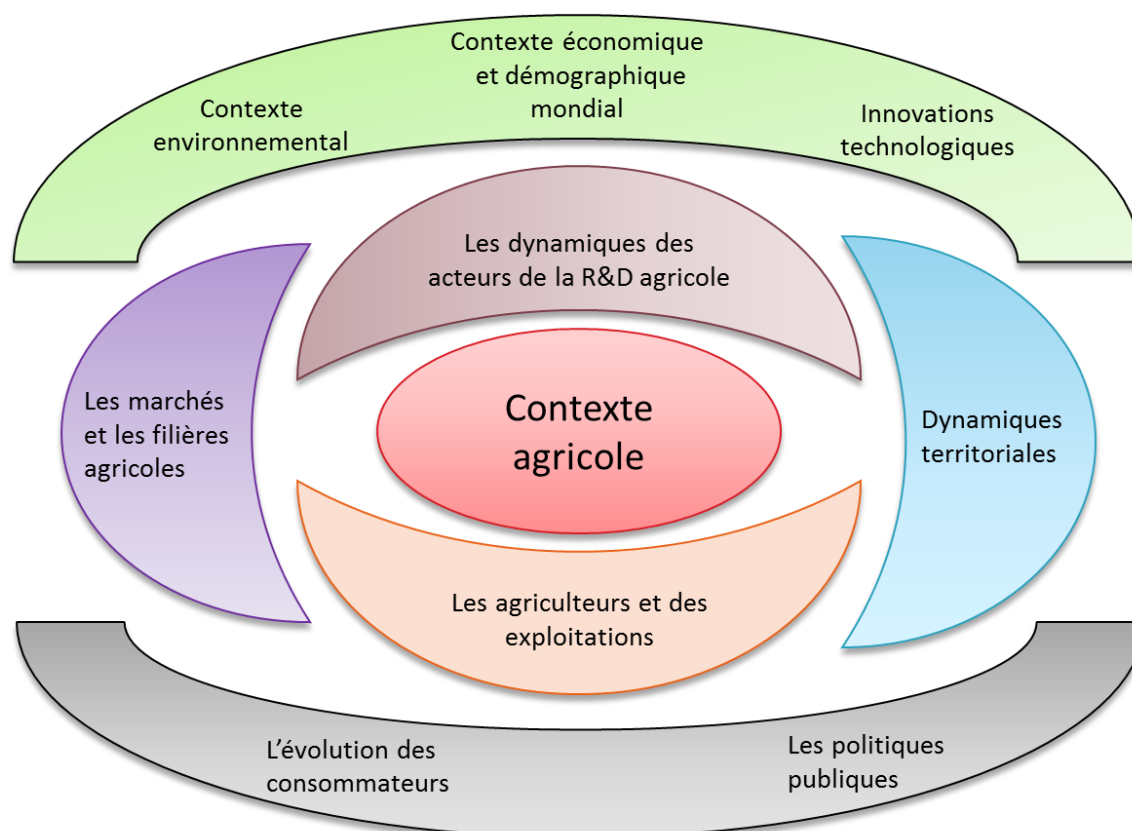 Contexte économique
et démographique
mondial
Contexte
environnemental
Innovations
technologiques
Les dynamiques des
acteurs de la R&D agricole
Les marchés
et les filières
agricoles
Contexte
agricole
Dynamiques
territoriales
Les agriculteurs et des
exploitations
L'évolution des
consommateurs
Les politiques
publiques